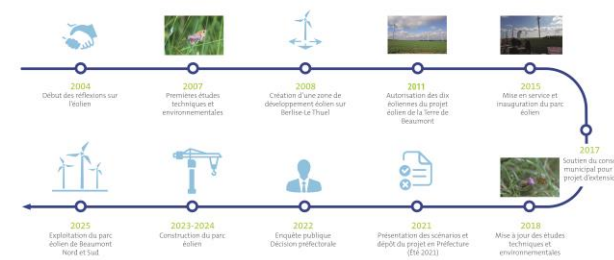 2004
Début des réflexions sur
l'éolien
2007
Premières études
techniques et
environnementales
2008
Création d'une zone de
développement éolien sur
Berlise-Le Thuel
2011
Autorisation des dix
éoliennes du projet
éolien de la Terre de
Beaumont
2015
Mise en service et
inauguration du parc
éolien
2017
Soutien du cons
municipal pour
projet d'extensi
2018
Mise à jour des études
techniques et
environnementales
2021
Présentation des scénarios et
dépôt du projet en Préfecture
(Été 2021)
2022
Enquête publique
Décision préfectorale
2023-2024
Construction du parc
éolien
2025
Exploitation du parc
éolien de Beaumont
Nord et Sud